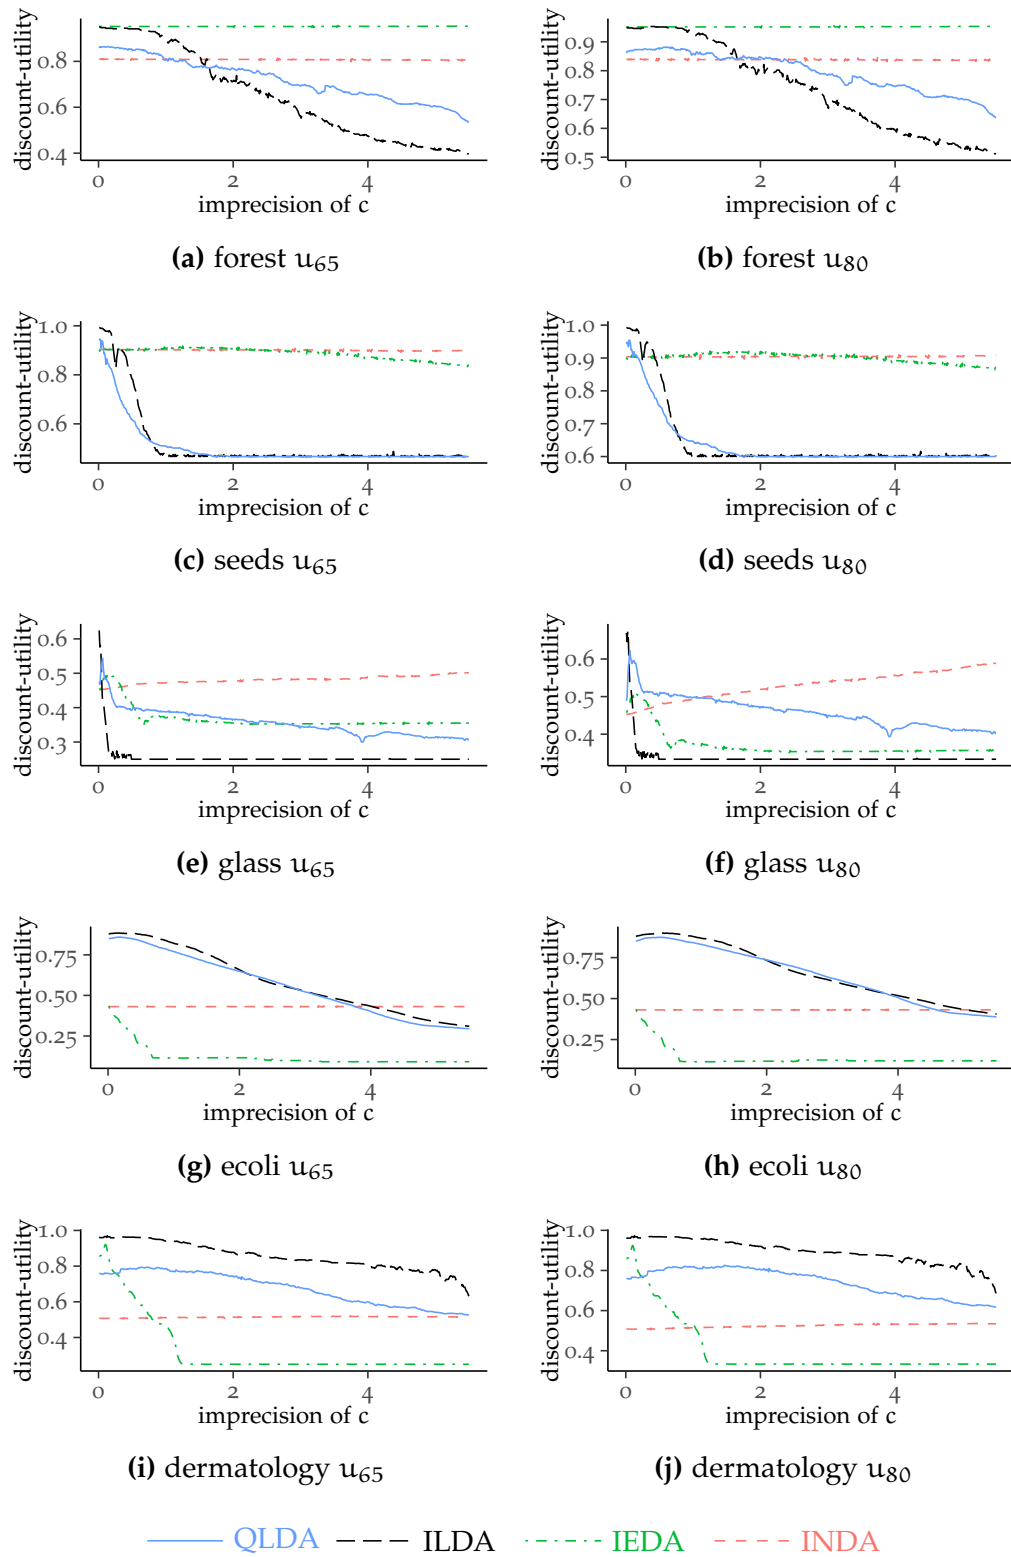 discount-utility
0.8
0.6
0.4
0 2 4
imprecision of c
(a) forest u65
discount-utility
0.9
0.8
0.7
0.6
0.5
0 2 4
imprecision of c
(b) forest u80
discount-utility
1.0
0.8
0.6
0 2 4
imprecision of c
(c) seeds u65
discount-utility
1.0
0.9
0.8
0.7
0.6
0 2 4
imprecision of c
(d) seeds u80
discount-utility
0.6
0.5
0.4
0.3
0 2 4
imprecision of c
(e) glass u65
discount-utility
0.6
0.5
0.4
0 2 4
imprecision of c
(f) glass u80
discount-utility
0.75
0.50
0.25
0 2 4
imprecision of c
(g) ecoli u65
discount-utility
0.75
0.50
0.25
0 2 4
imprecision of c
(h) ecoli u80
discount-utility
1.0
0.8
0.6
0.4
0 2 4
imprecision of c
(i) dermatology u65
discount-utility
1.0
0.8
0.6
0.4
0 2 4
imprecision of c
(j) dermatology u80
QLDA ILDA IEDA INDA